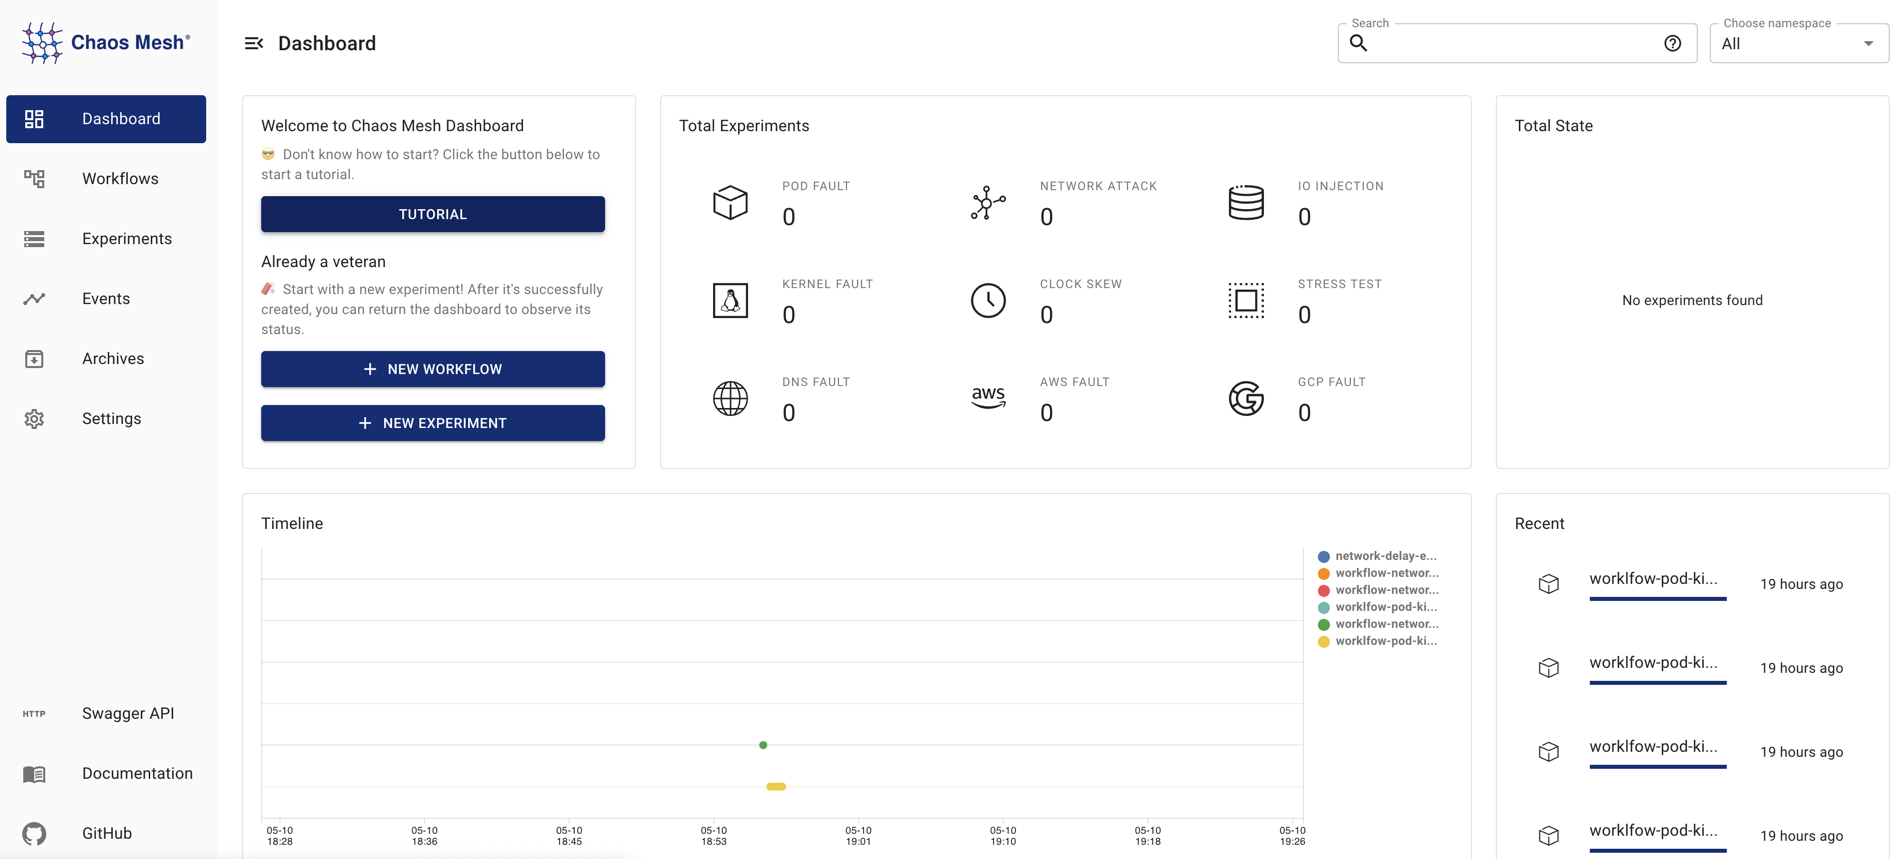 Chaos Mesh®
Dashboard
Search
Choose namespace
All
Dashboard
Workflows
Experiments
Events
Archives
Settings
HTTP Swagger API
Documentation
GitHub
Welcome to Chaos Mesh Dashboard
Don't know how to start? Click the button below to
start a tutorial.
TUTORIAL
Already a veteran
Start with a new experiment! After it's successfully
created, you can return the dashboard to observe its
status.
+ NEW WORKFLOW
+ NEW EXPERIMENT
Total Experiments
POD FAULT
0
NETWORK ATTACK
0
IO INJECTION
0
KERNEL FAULT
0
CLOCK SKEW
0
STRESS TEST
0
DNS FAULT
0
aws
AWS FAULT
0
GCP FAULT
0
Total State
No experiments found
Timeline
network-delay-e...
workflow-networ...
workflow-networ...
worklfow-pod-ki...
workflow-networ...
worklfow-pod-ki...
05-10 05-10 05-10 05-10 05-10 05-10 05-10 05-10
18:28 18:36 18:45 18:53 19:01 19:10 19:18 19:26
Recent
worklfow-pod-ki... 19 hours ago
worklfow-pod-ki... 19 hours ago
worklfow-pod-ki... 19 hours ago
worklfow-pod-ki... 19 hours ago